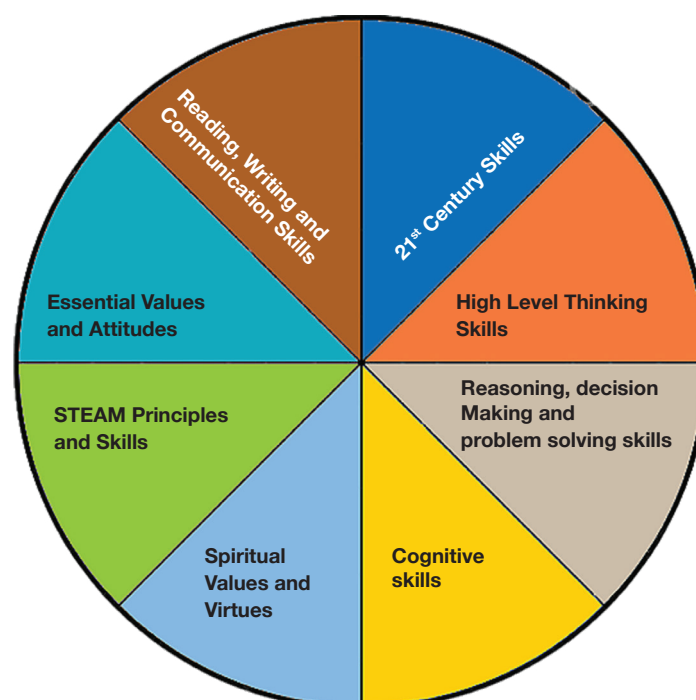 Reading, Writing and
Communication Skills
21st Century Skills
Essential Values
and Attitudes
High Level Thinking
Skills
STEAM Principles
and Skills
Reasoning, decision
Making and
problem solving skills
Spiritual
Values and
Virtues
Cognitive
skills